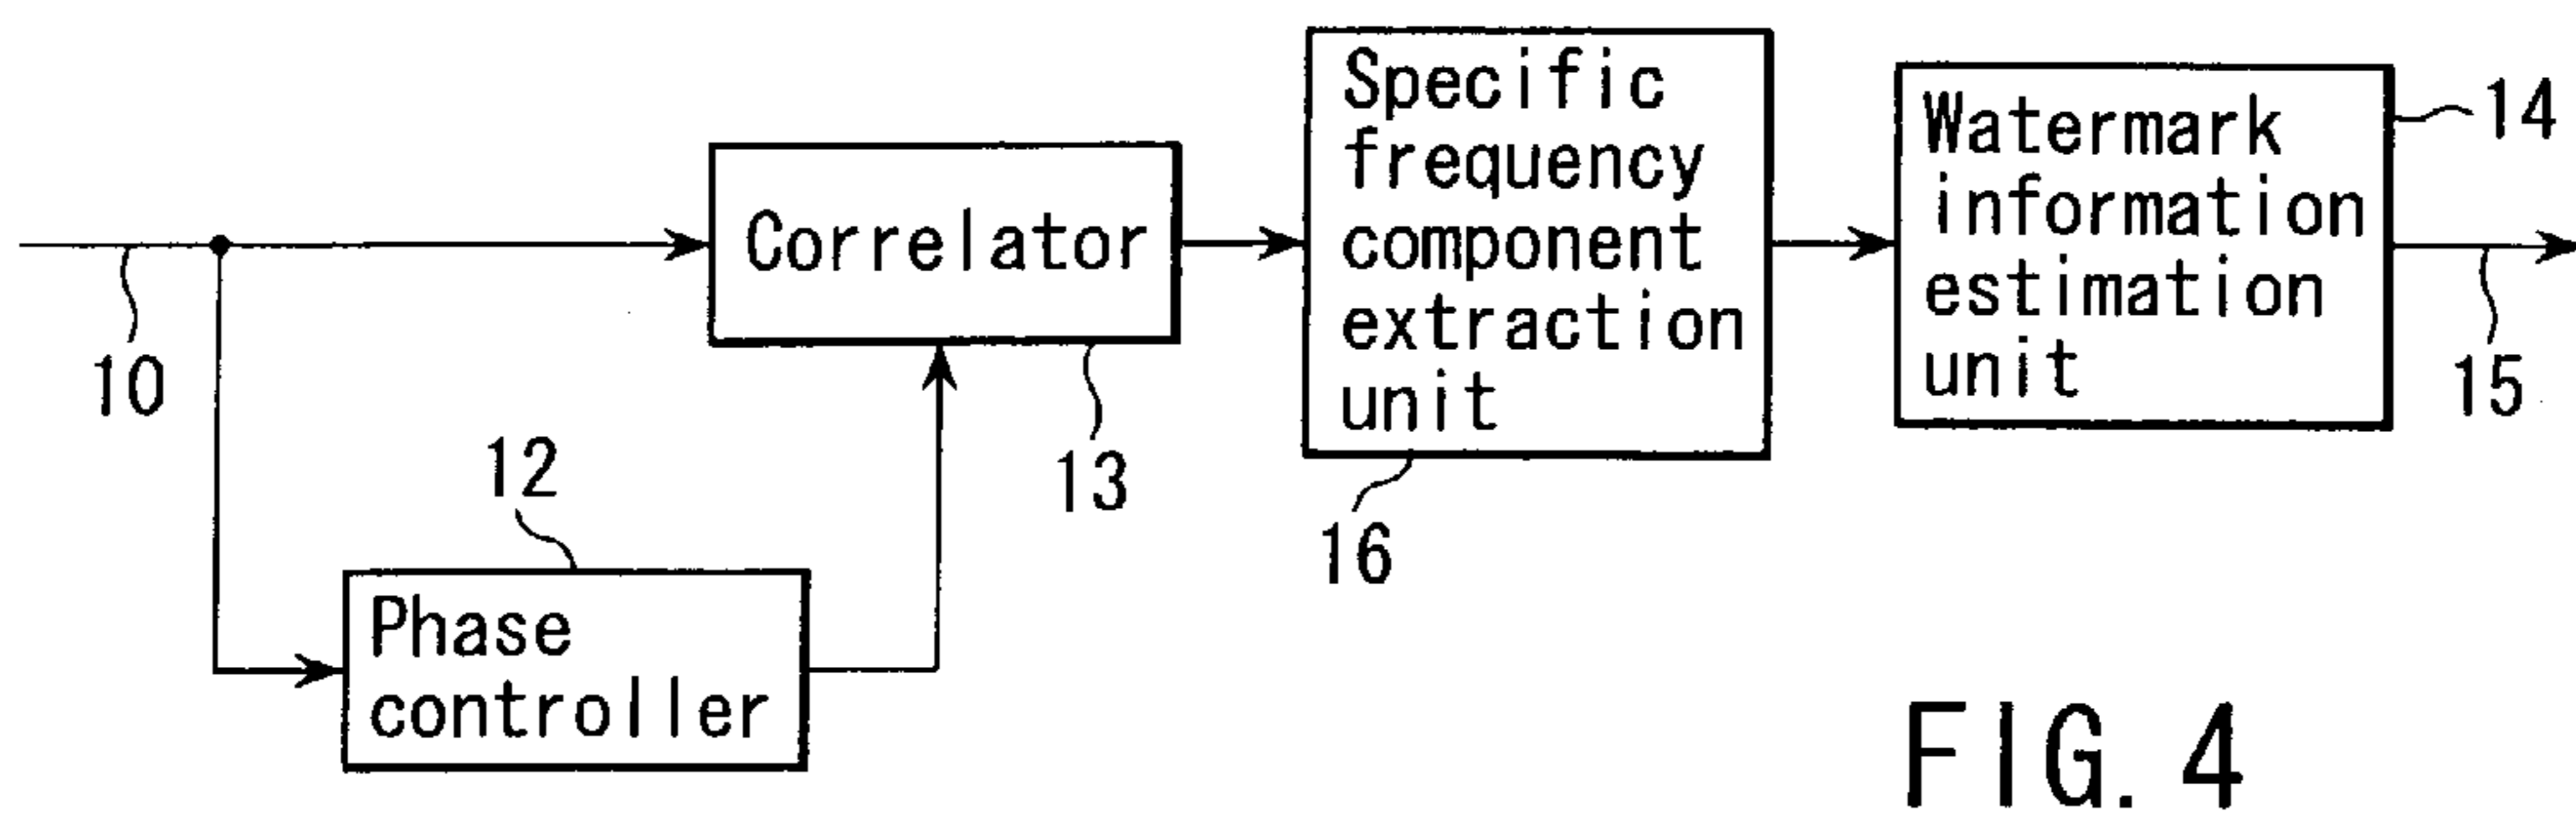 Specific
frequency
component
extraction
unit
16
Watermark
information
estimation
unit
14
15
Correlator
13
10
12
Phase
controller
FIG. 4